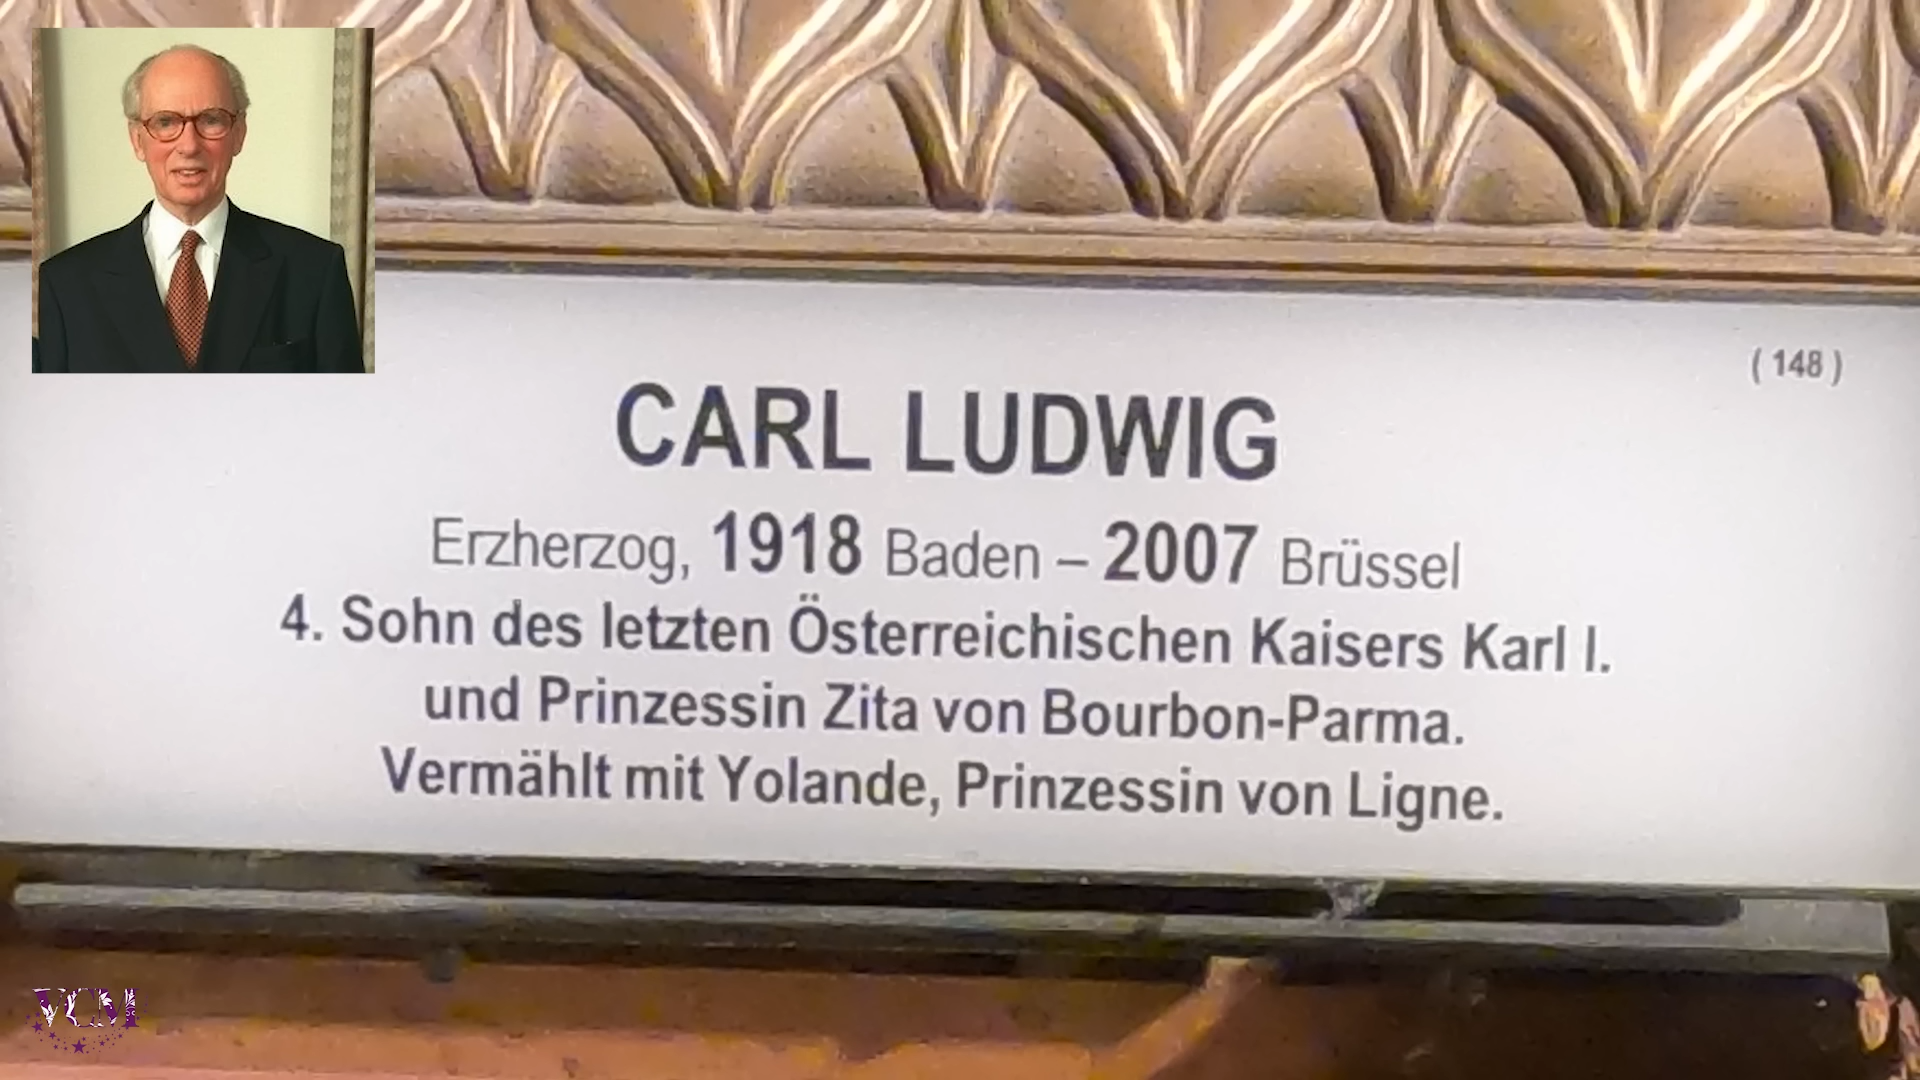 ( 148 )
CARL LUDWIG
Erzherzog, 1918 Baden – 2007 Brüssel
4. Sohn des letzten Österreichischen Kaisers Karl I.
und Prinzessin Zita von Bourbon-Parma.
Vermählt mit Yolande, Prinzessin von Ligne.
VCM